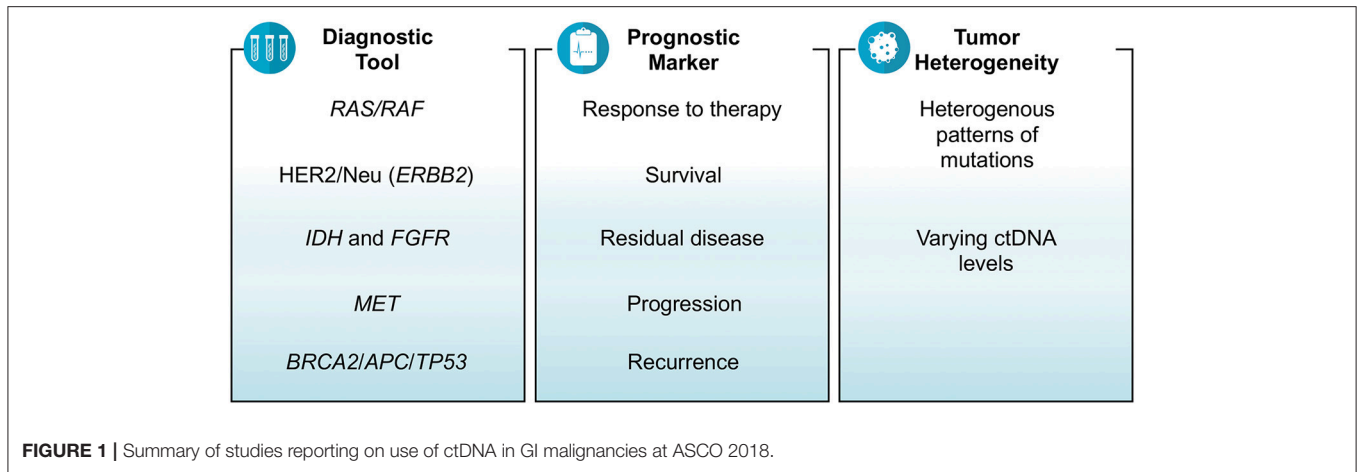 Diagnostic
Tool
RAS/RAF
HER2/Neu (ERBB2)
IDH and FGFR
MET
BRCA2/APC/TP53
Prognostic
Marker
Response to therapy
Survival
Residual disease
Progression
Recurrence
Tumor
Heterogeneity
Heterogenous
patterns of
mutations
Varying ctDNA
levels
FIGURE 1 | Summary of studies reporting on use of ctDNA in GI malignancies at ASCO 2018.